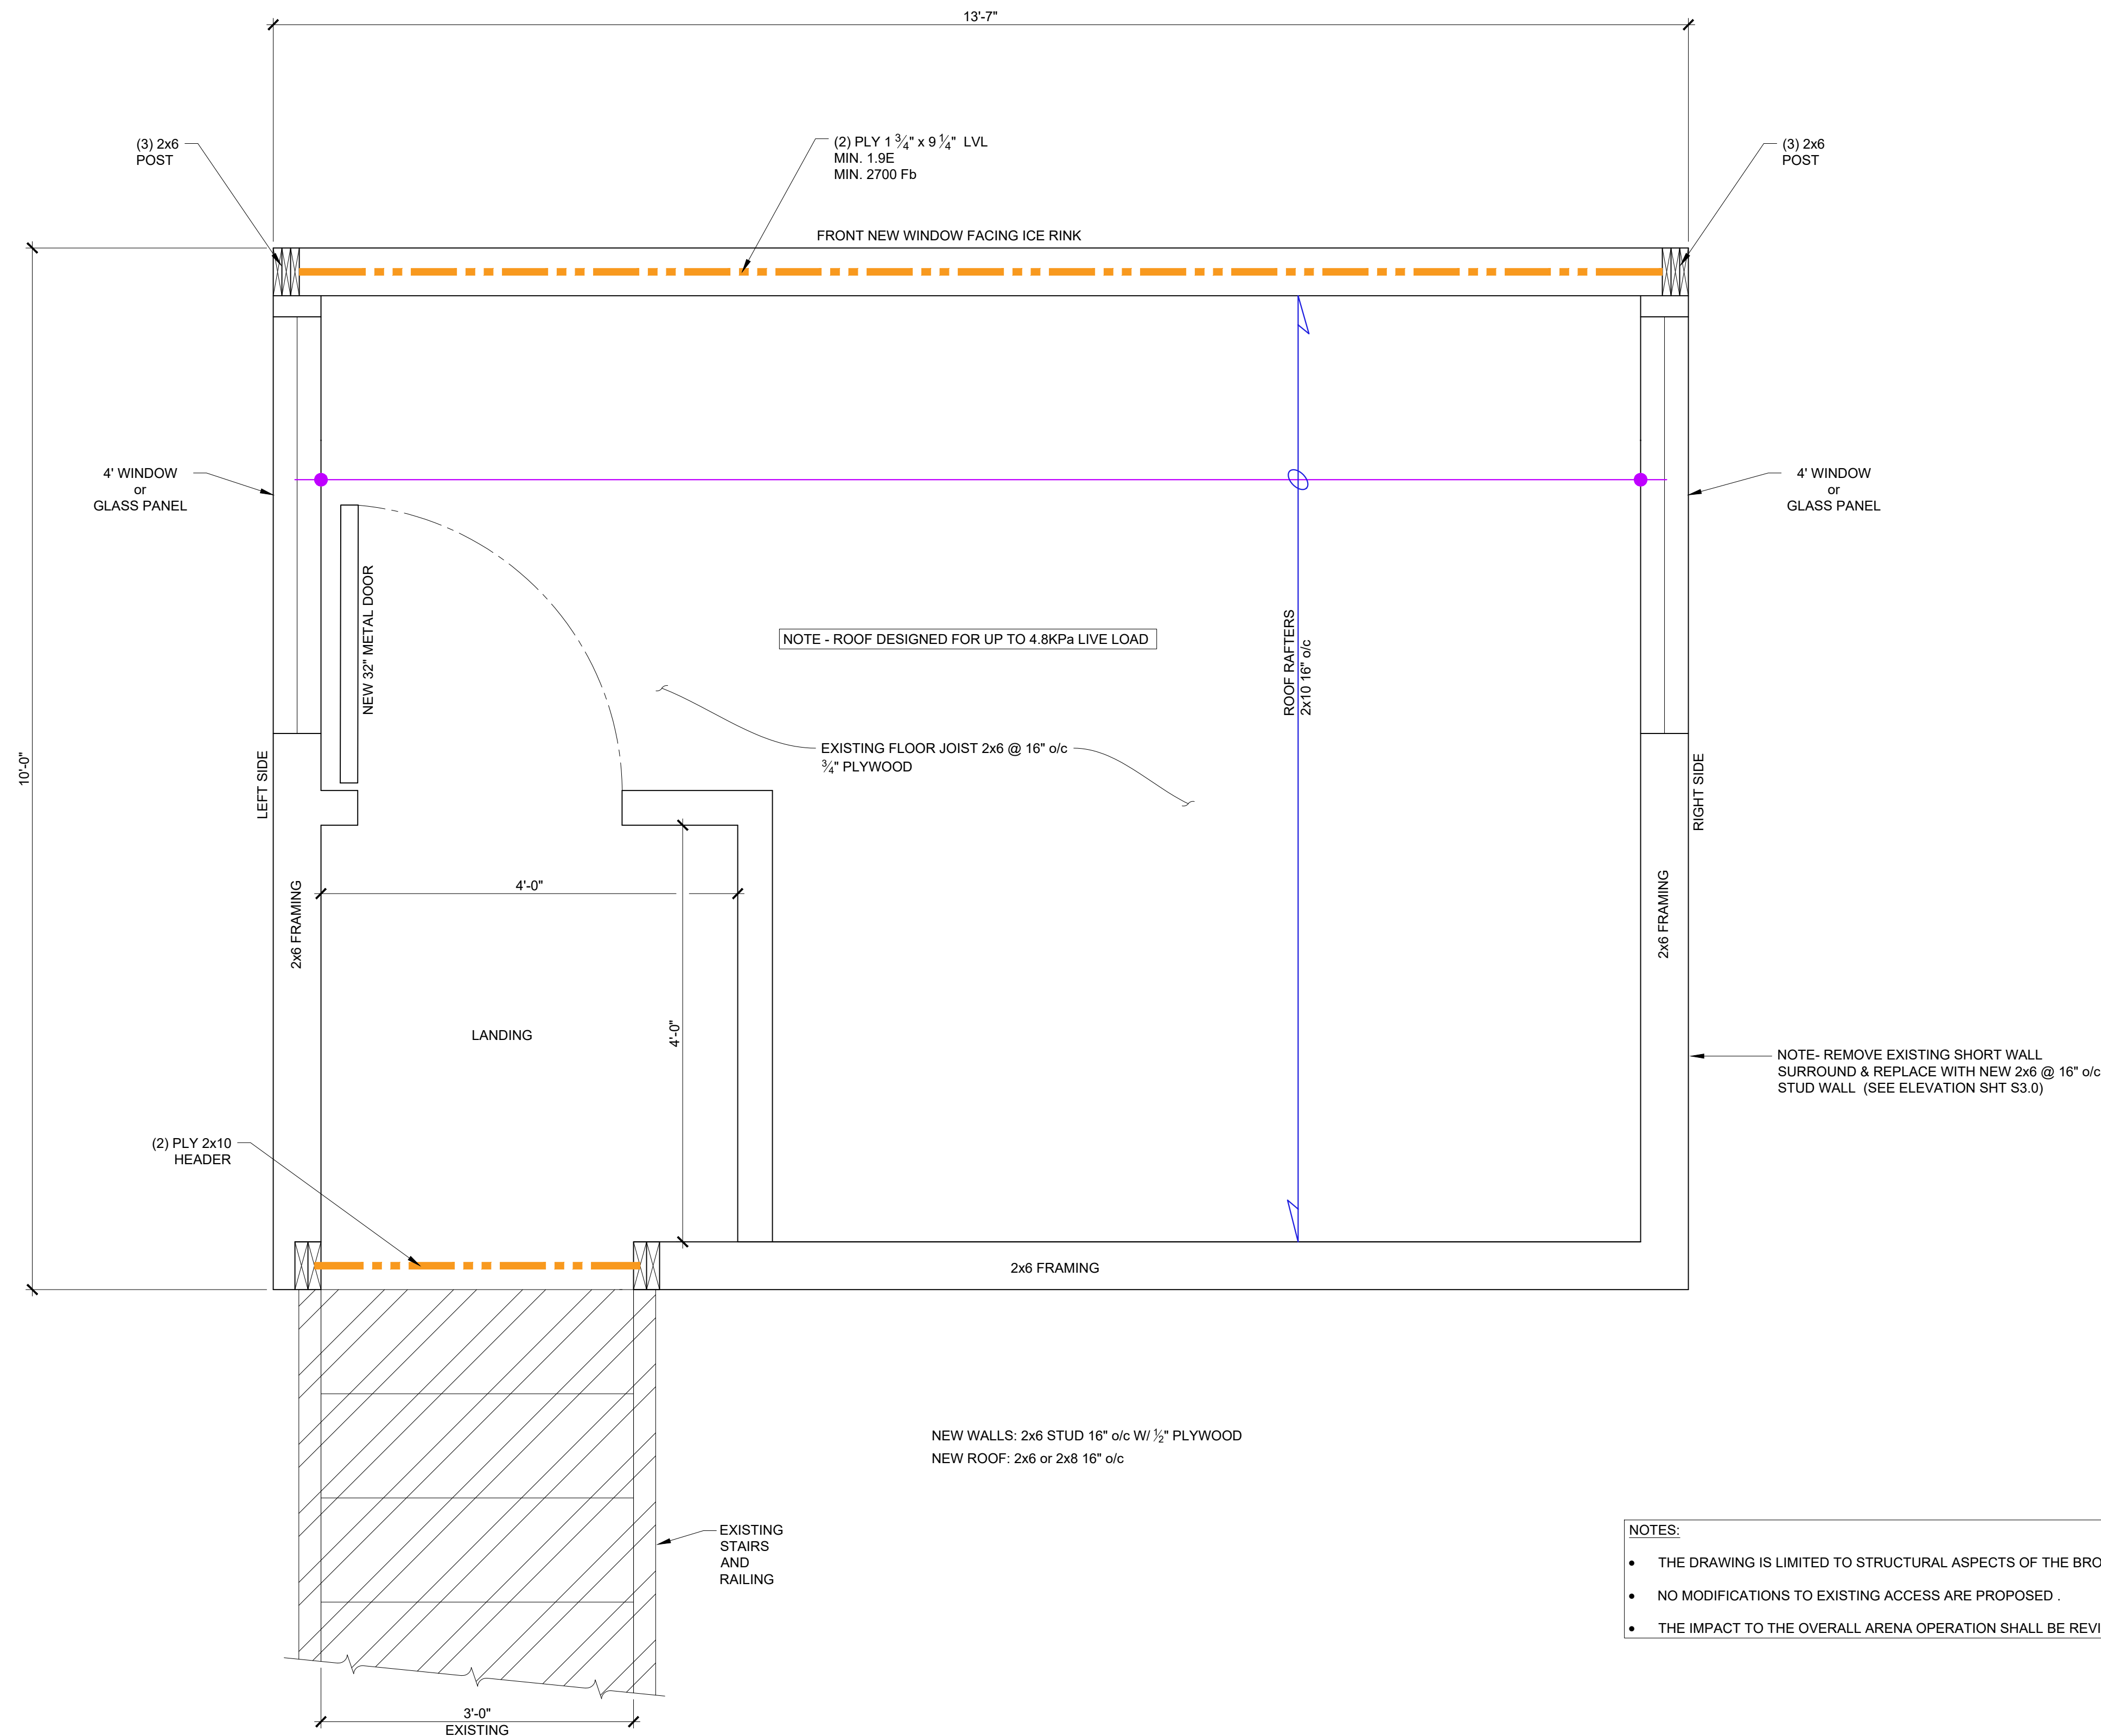 13'-7"
(3) 2x6
POST
(2) PLY 1 3/4" x 9 1/4" LVL
MIN. 1.9E
MIN. 2700 Fb
(3) 2x6
POST
FRONT NEW WINDOW FACING ICE RINK
4' WINDOW
or
GLASS PANEL
4' WINDOW
or
GLASS PANEL
NEW 32" METAL DOOR
NOTE - ROOF DESIGNED FOR UP TO 4.8KPa LIVE LOAD
ROOF RAFTERS
2x10 16" o/c
10'-0"
LEFT SIDE
EXISTING FLOOR JOIST 2x6 @ 16" o/c
3/4" PLYWOOD
RIGHT SIDE
2x6 FRAMING
4'-0"
2x6 FRAMING
LANDING
4'-0"
NOTE- REMOVE EXISTING SHORT WALL
SURROUND & REPLACE WITH NEW 2x6 @ 16" o/c
STUD WALL (SEE ELEVATION SHT S3.0)
(2) PLY 2x10
HEADER
2x6 FRAMING
NEW WALLS: 2x6 STUD 16" o/c W/ 1/2" PLYWOOD
NEW ROOF: 2x6 or 2x8 16" o/c
EXISTING
STAIRS
AND
RAILING
NOTES:
• THE DRAWING IS LIMITED TO STRUCTURAL ASPECTS OF THE BRO
• NO MODIFICATIONS TO EXISTING ACCESS ARE PROPOSED .
• THE IMPACT TO THE OVERALL ARENA OPERATION SHALL BE REVI
3'-0"
EXISTING